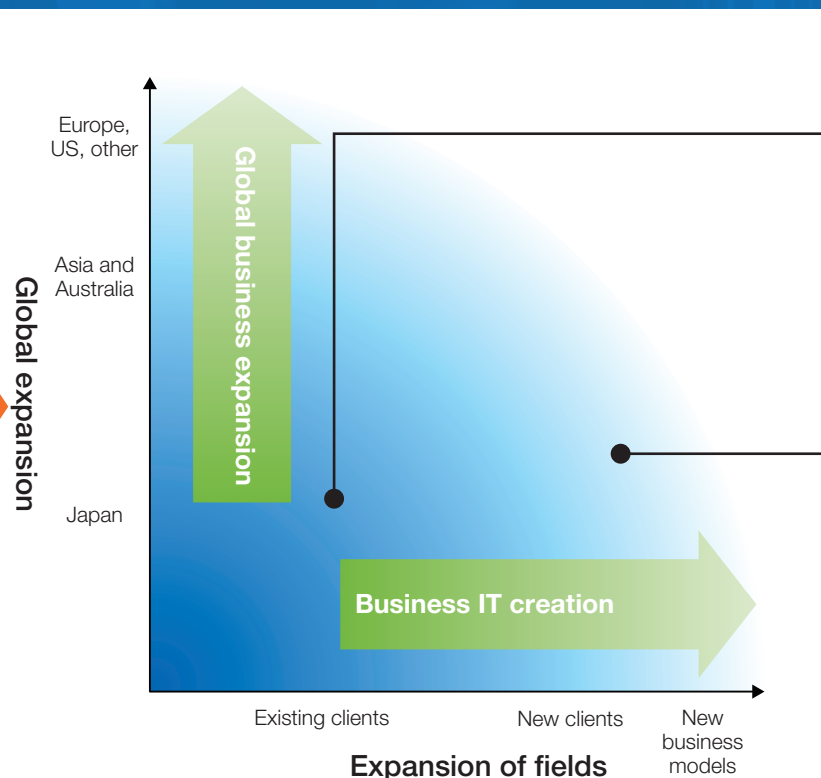 Europe,
US, other
Asia and
Australia
Japan
Global expansion
Global business expansion
Business IT creation
Existing clients
New clients
New
business
models
Expansion of fields